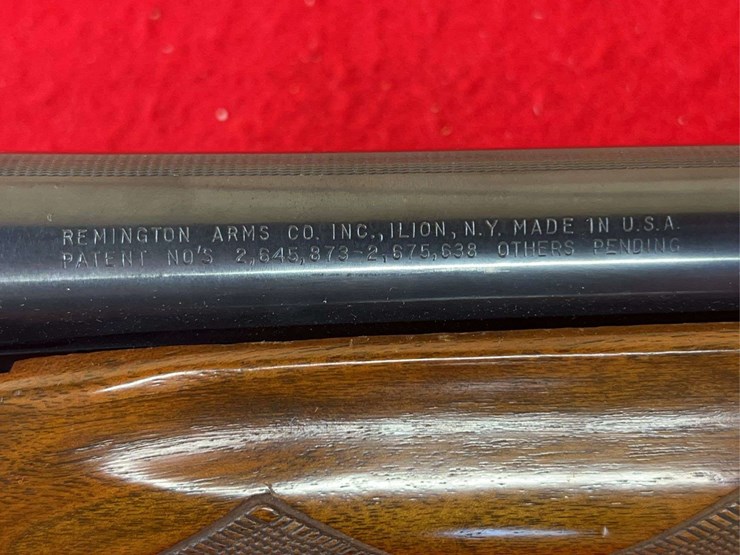 REMINGTON ARMS CO. INC., ILION, N.Y. MADE IN U.S.A.
PATENT NO'S 2,645,873-2,675,638 OTHERS PENDING